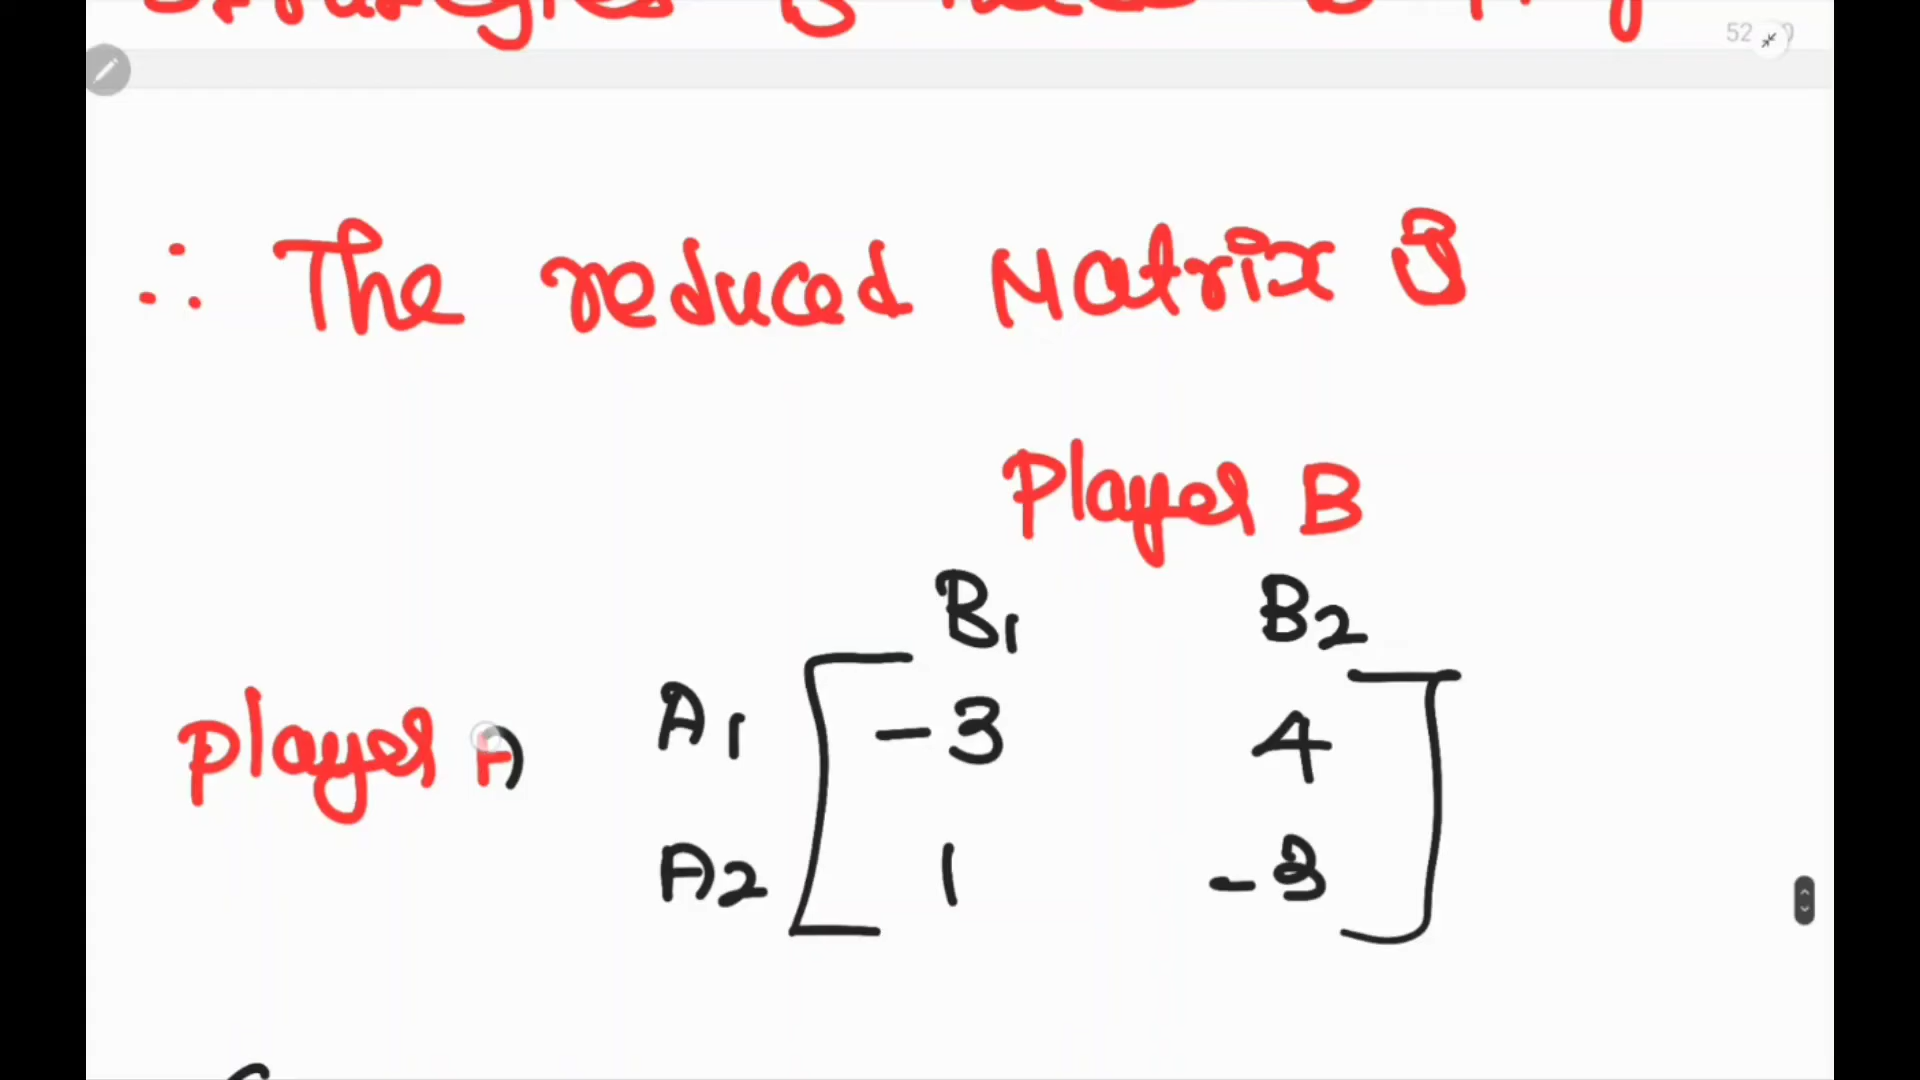 ∴ The reduced Matrix is
Player B
B1 B2
Player A A1 -3 4
A2 1 -3